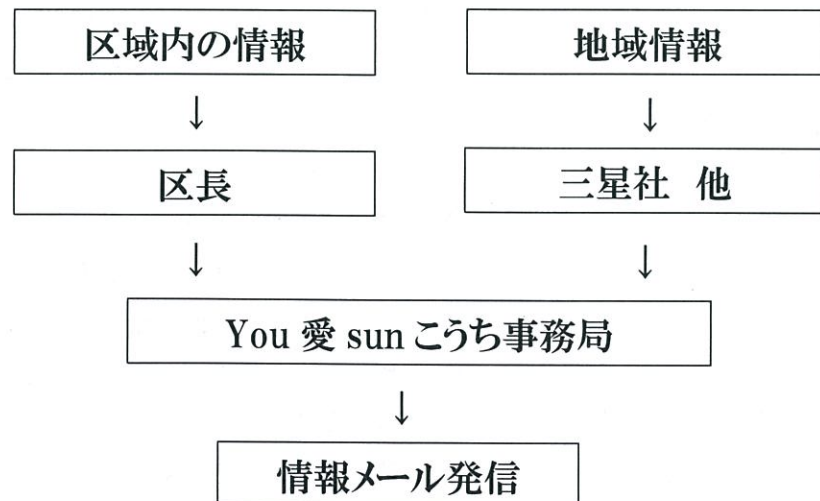 区域内の情報 地域情報
↓ ↓
区長 三星社 他
↓ ↓
You 愛 sun こうち事務局
↓
情報メール発信